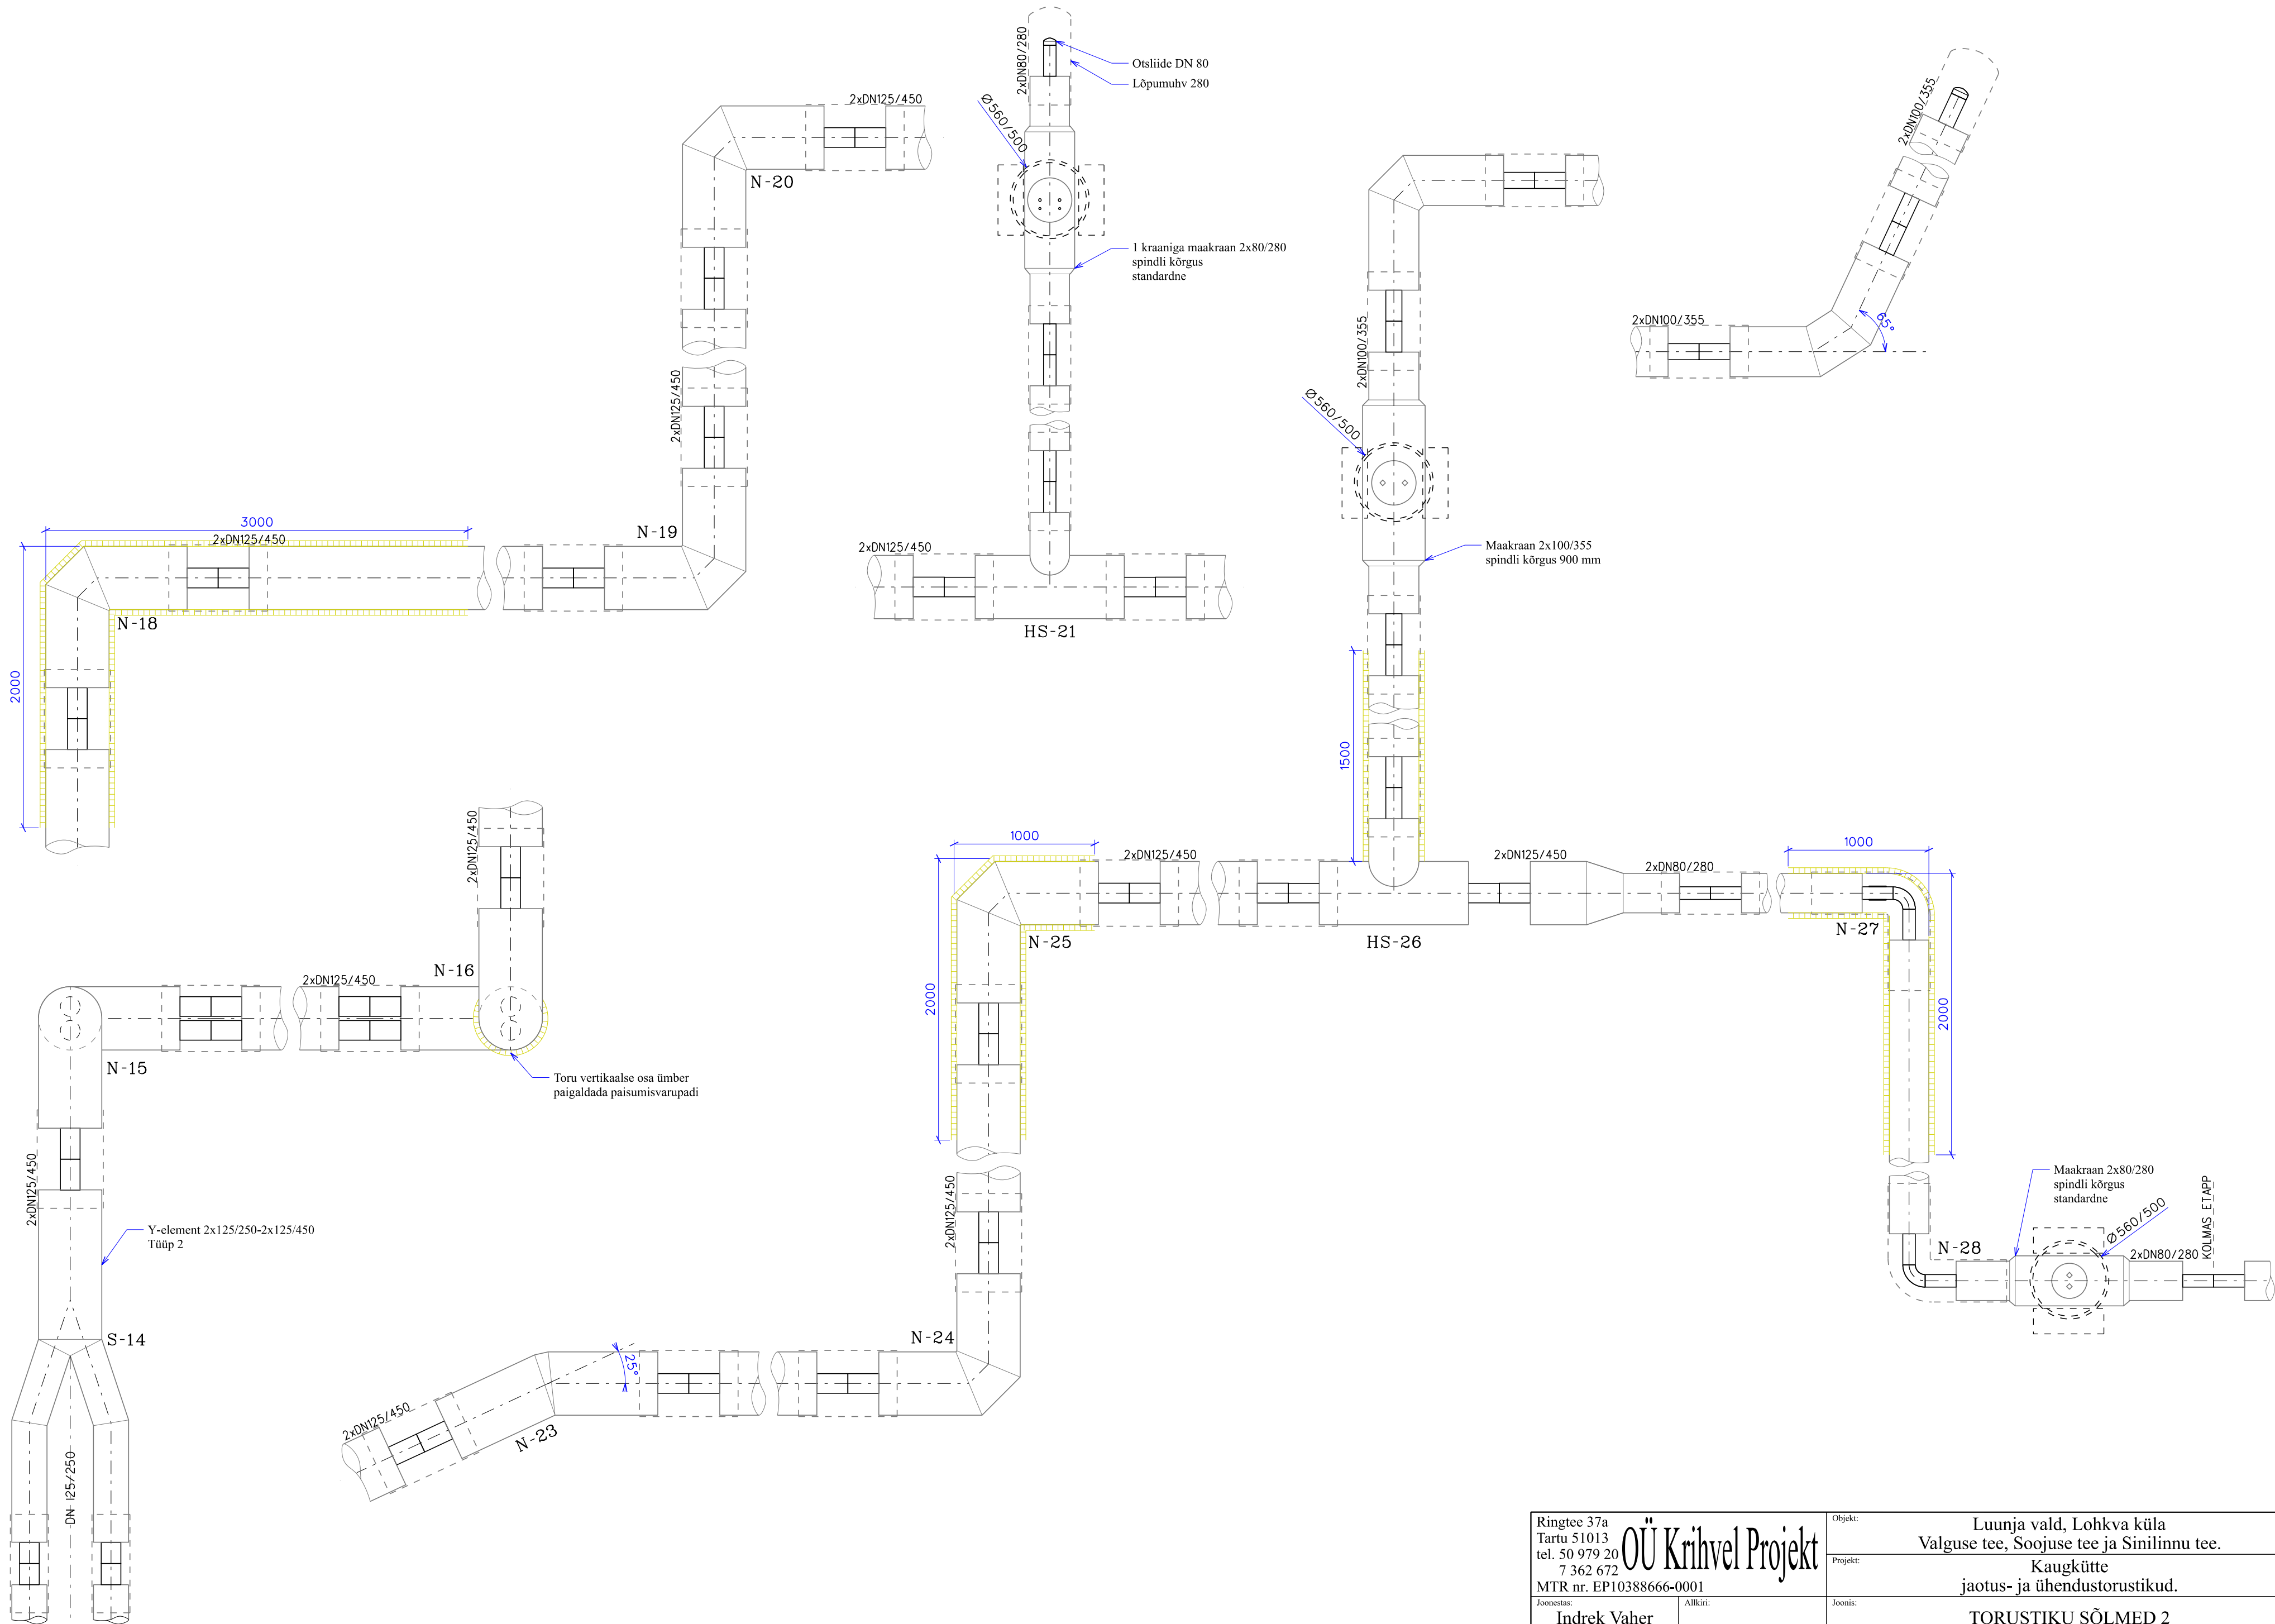 2xDN80/280
Otsliide DN 80
Lõpumuhv 280
2xDN125/450
Ø560/500
N-20
1 kraaniga maakraan 2x80/280
spindli kõrgus
standardne
2xDN100/355
2xDN100/355
65°
2xDN100/355
Ø560/500
2xDN125/450
3000
2xDN125/450
N-19
2xDN125/450
Maakraan 2x100/355
spindli kõrgus 900 mm
N-18
HS-21
2000
1500
2xDN125/450
1000
2xDN125/450
2xDN125/450
2xDN80/280
1000
N-25
HS-26
N-27
N-16
2xDN125/450
2000
2000
N-15
Toru vertikaalse osa ümber
paigaldada paisumisvarupadi
2xDN125/450
2xDN125/450
Y-element 2x125/250-2x125/450
Tüüp 2
Maakraan 2x80/280
spindli kõrgus
standardne
Ø560/500
KOLMAS ETAPP
N-28
2xDN80/280
S-14
N-24
25°
2xDN125/450
N-23
DN 125/250
Ringtee 37a
Tartu 51013
tel. 50 979 20
7 362 672
OÜ Krihvel Projekt
MTR nr. EP10388666-0001
Objekt:
Luunja vald, Lohkva küla
Valguse tee, Soojuse tee ja Sinilinnu tee.
Projekt:
Kaugkütte
jaotus- ja ühendustorustikud.
Joonestas:
Indrek Vaher
Allkiri:
Joonis:
TORUSTIKU SÕLMED 2